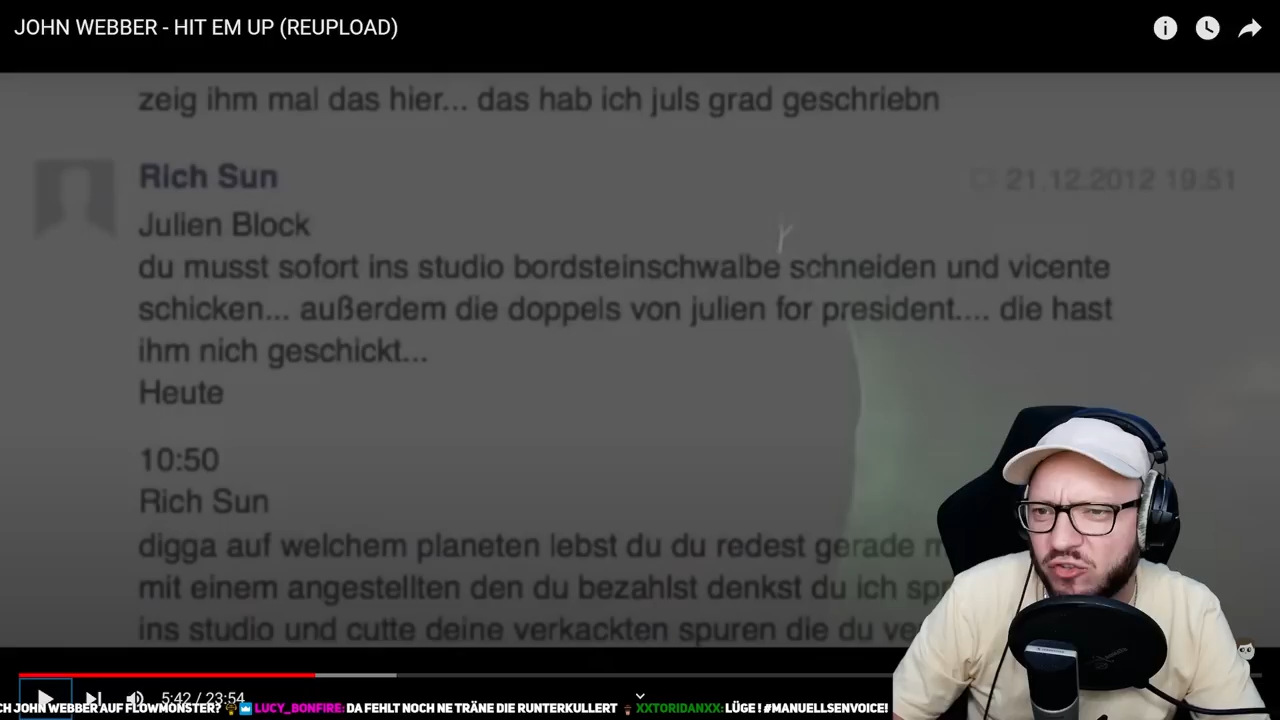 JOHN WEBBER - HIT EM UP (REUPLOAD)
zeig ihm mal das hier... das hab ich juls grad geschriebn
Rich Sun
21.12.2012 19:51
Julien Block
du musst sofort ins studio bordsteinschwalbe schneiden und vicente
schicken... außerdem die doppels von julien for president.... die hast
ihm nich geschickt...
Heute
10:50
Rich Sun
digga auf welchem planeten lebst du du redest gerade
mit einem angesellten den du bezahlst denkst du ich
ins studio und cutte deine verkackten spuren die du
5:42 / 23:54
CH JOHN WEBBER AUF FLOWMONSTER? LUCY_BONFIRE: DA FEHLT NOCH NE TRÄNE DIE RUNTERKULLERT XXTORIDANXX: LÜGE ! #MANUELLSENVOICE!